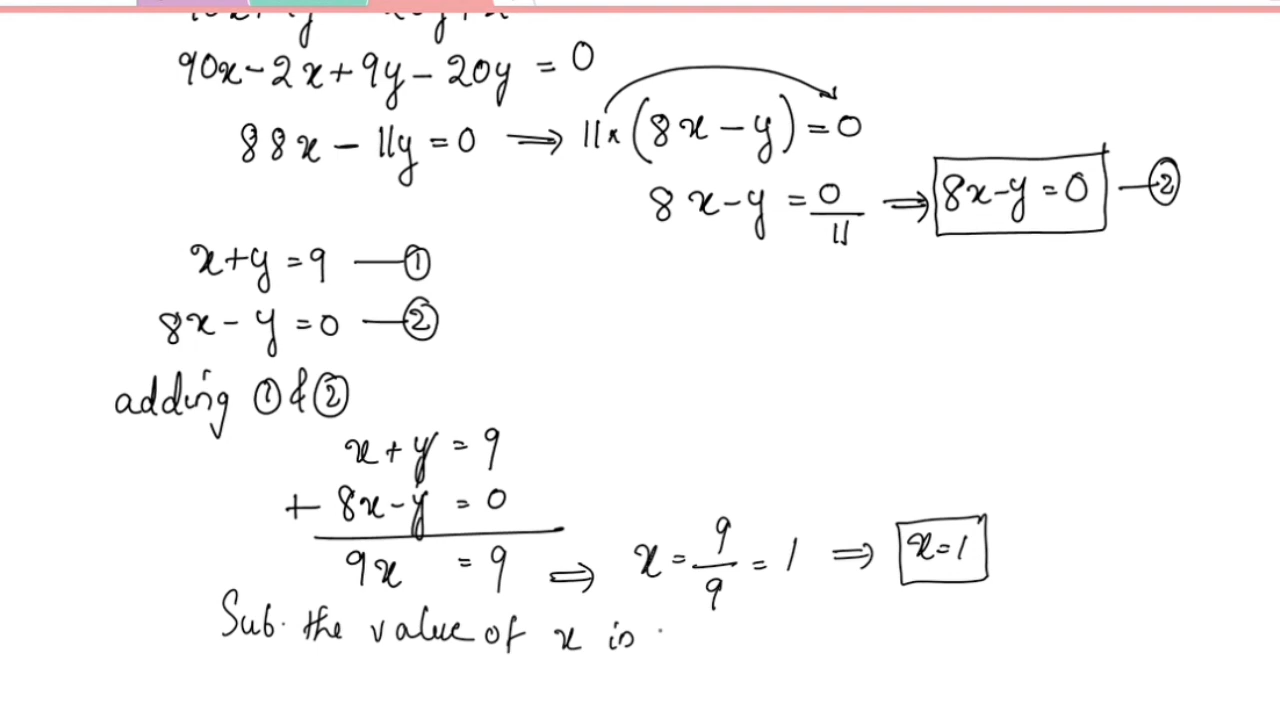 90x-2x+9y-20y = 0
88x - 11y = 0 ⟹ 11×(8x - y) = 0
8x-y = 0/11 ⟹ 8x-y = 0 —②
x+y = 9 —①
8x - y = 0 —②
adding ① & ②
x+y = 9
+ 8x-y = 0
9x = 9 ⟹ x = 9/9 = 1 ⟹ x=1
Sub. the value of x in